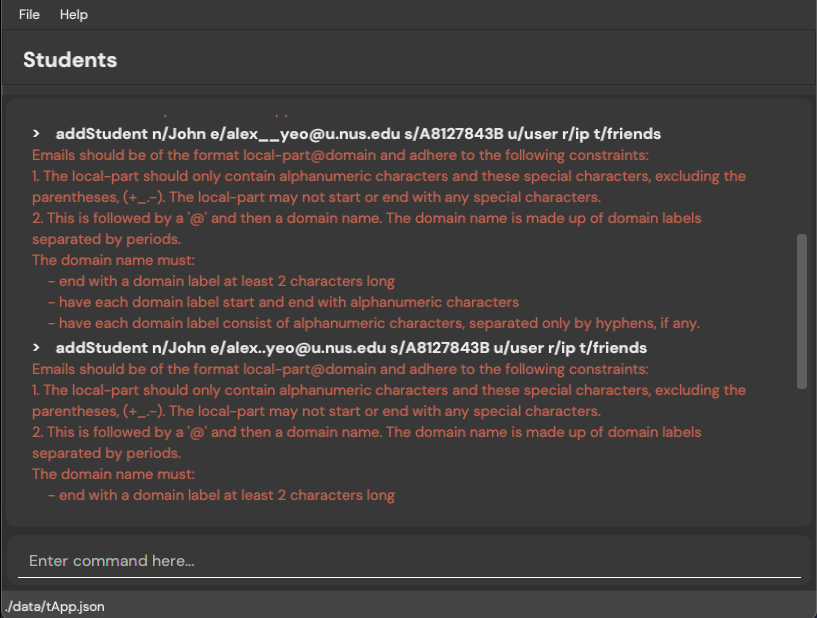 File Help
Students
> addStudent n/John e/alex__yeo@u.nus.edu s/A8127843B u/user r/ip t/friends
Emails should be of the format local-part@domain and adhere to the following constraints:
1. The local-part should only contain alphanumeric characters and these special characters, excluding the
parentheses, (+_.-). The local-part may not start or end with any special characters.
2. This is followed by a '@' and then a domain name. The domain name is made up of domain labels
separated by periods.
The domain name must:
- end with a domain label at least 2 characters long
- have each domain label start and end with alphanumeric characters
- have each domain label consist of alphanumeric characters, separated only by hyphens, if any.
> addStudent n/John e/alex..yeo@u.nus.edu s/A8127843B u/user r/ip t/friends
Emails should be of the format local-part@domain and adhere to the following constraints:
1. The local-part should only contain alphanumeric characters and these special characters, excluding the
parentheses, (+_.-). The local-part may not start or end with any special characters.
2. This is followed by a '@' and then a domain name. The domain name is made up of domain labels
separated by periods.
The domain name must:
- end with a domain label at least 2 characters long
Enter command here...
./data/tApp.json